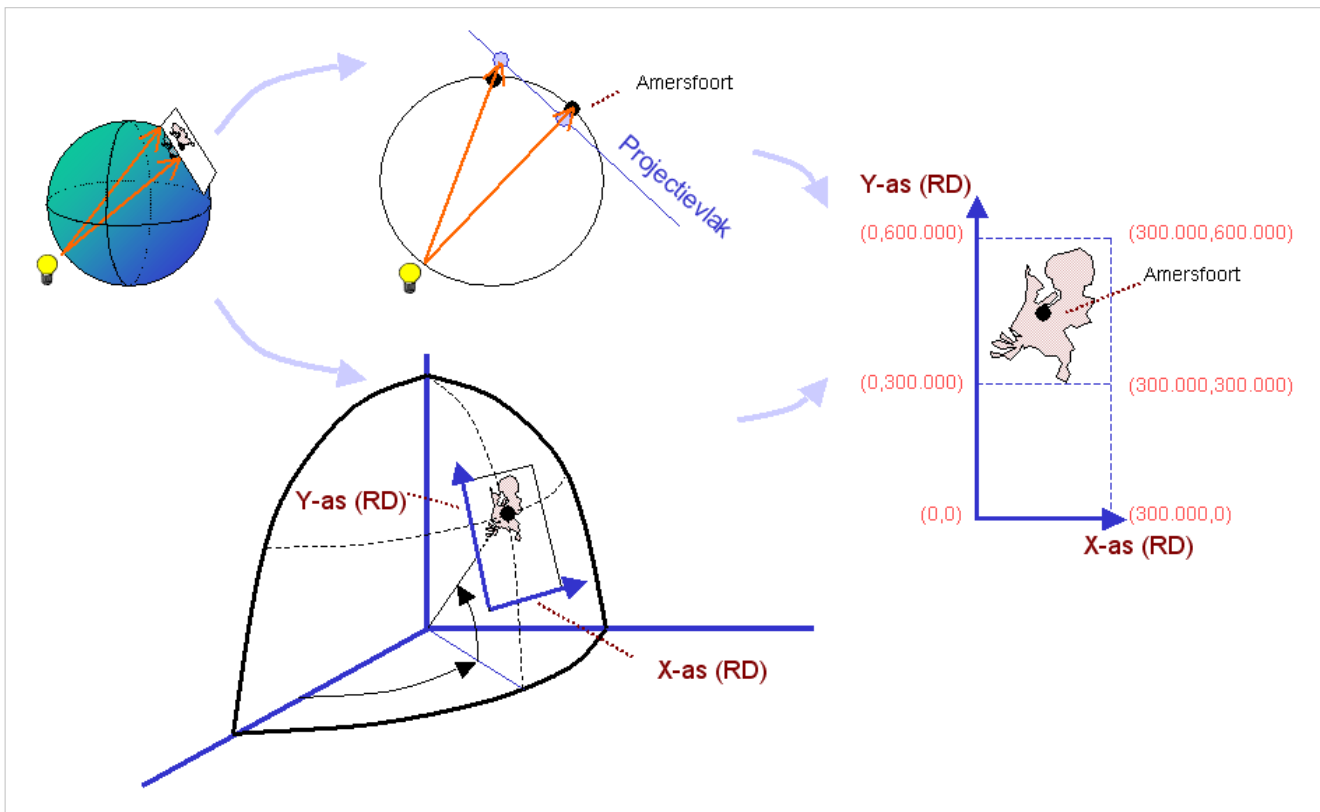 Amersfoort
Projectievlak
Y-as (RD)
(0,600.000)
(300.000,600.000)
Amersfoort
(0,300.000)
(300.000,300.000)
(0,0)
(300.000,0)
X-as (RD)
Y-as (RD)
X-as (RD)